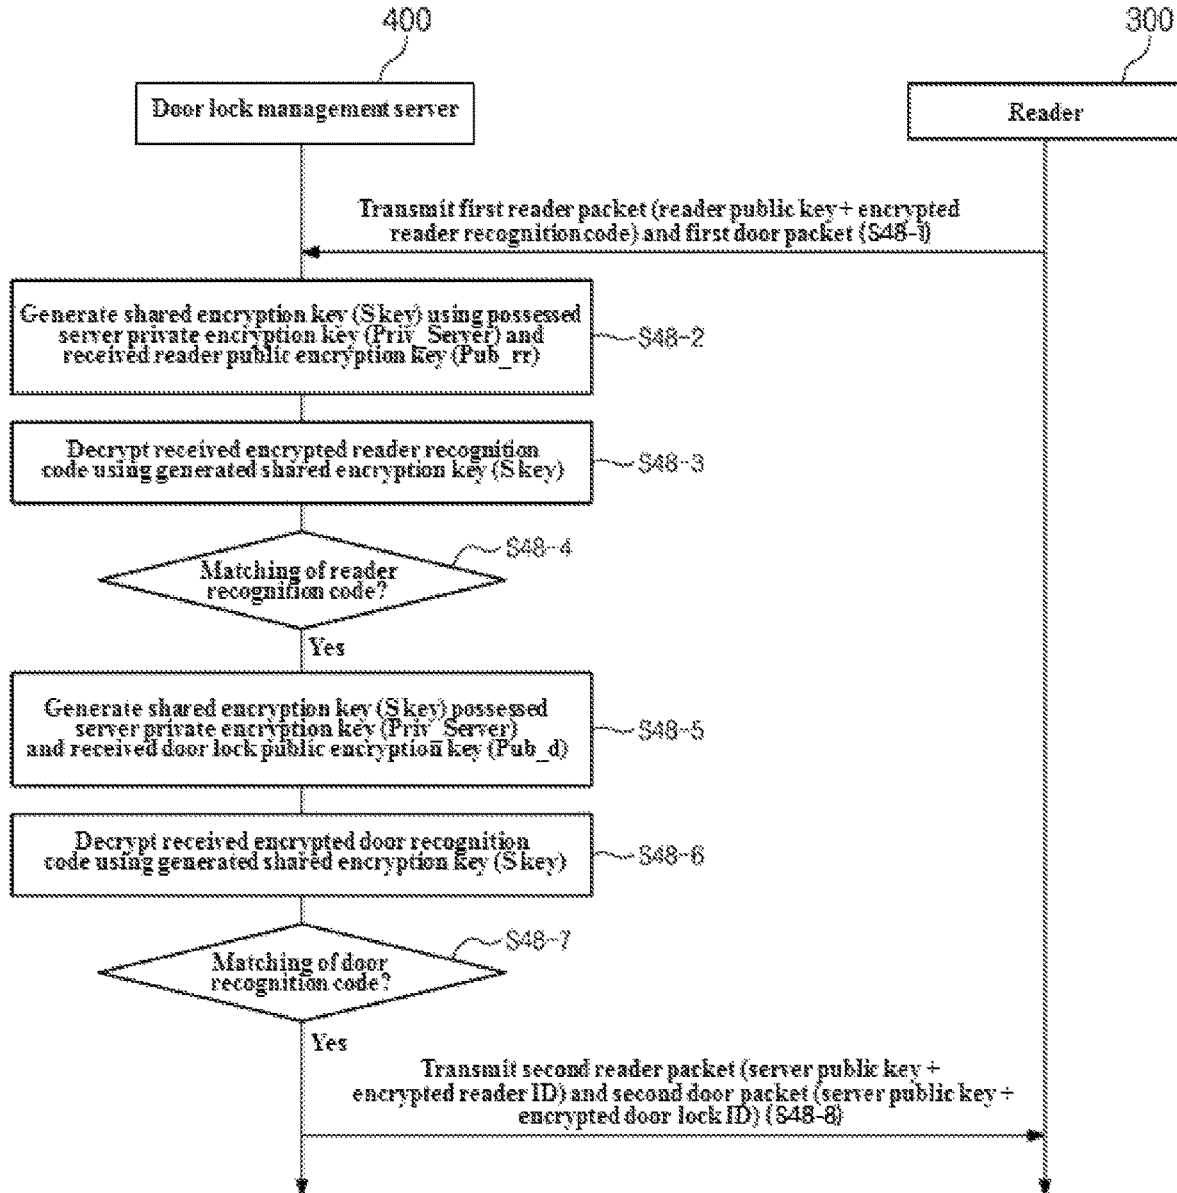 400
300
Door lock management server
Reader
Transmit first reader packet (reader public key + encrypted
reader recognition code) and first door packet (S48-1)
Generate shared encryption key (S key) using possessed
server private encryption key (Priv_Server) and
received reader public encryption key (Pub_rr)
S48-2
Decrypt received encrypted reader recognition
code using generated shared encryption key (S key)
S48-3
S48-4
Matching of reader
recognition code?
Yes
Generate shared encryption key (S key) possessed
server private encryption key (Priv_Server)
and received door lock public encryption key (Pub_d)
S48-5
Decrypt received encrypted door recognition
code using generated shared encryption key (S key)
S48-6
S48-7
Matching of door
recognition code?
Yes
Transmit second reader packet (server public key +
encrypted reader ID) and second door packet (server public key +
encrypted door lock ID) (S48-8)